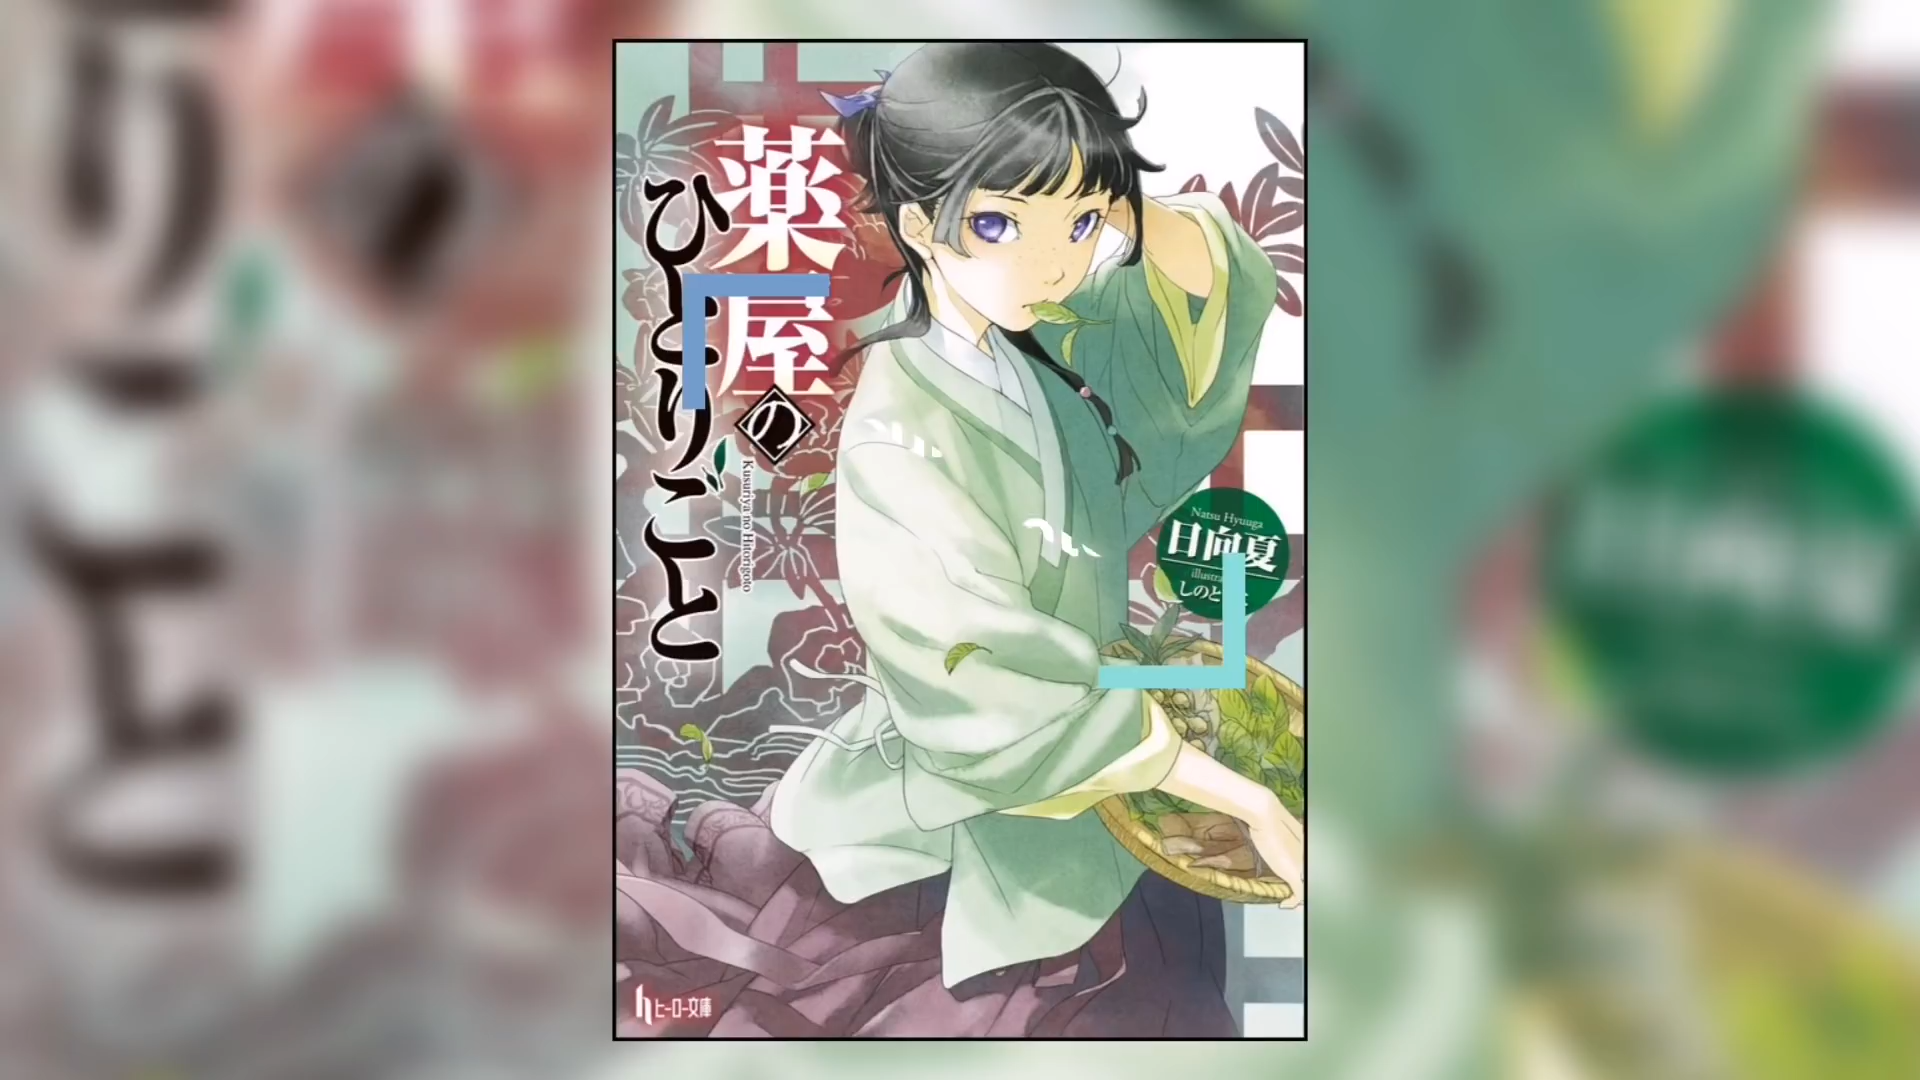 薬屋の
ひとりごと
Kusuriya no Hitorigoto
Natsu Hyuuga
日向夏
ヒーロー文庫